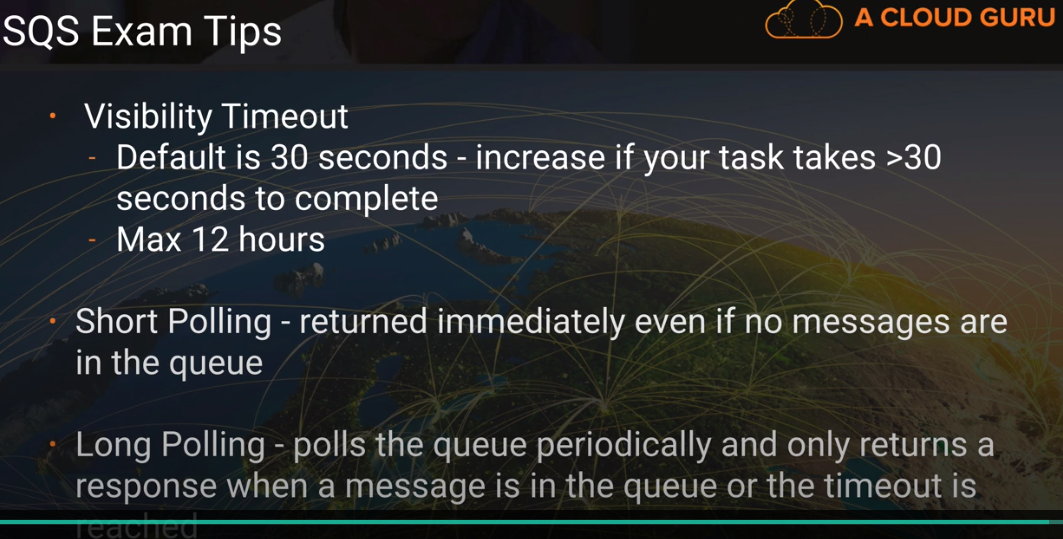 SQS Exam Tips
A CLOUD GURU
• Visibility Timeout
- Default is 30 seconds - increase if your task takes >30
seconds to complete
- Max 12 hours
• Short Polling - returned immediately even if no messages are
in the queue
• Long Polling - polls the queue periodically and only returns a
response when a message is in the queue or the timeout is
reached